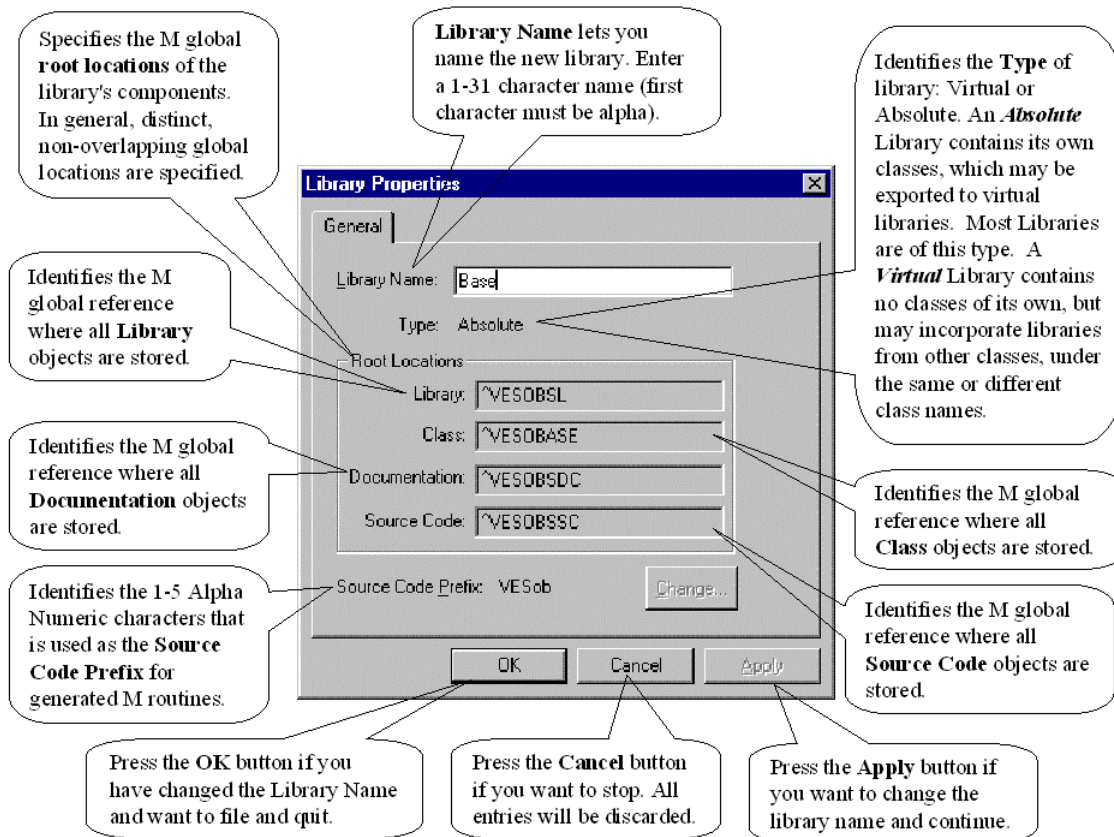 Specifies the M global
root locations of the
library's components.
In general, distinct,
non-overlapping global
locations are specified.
Library Name lets you
name the new library. Enter
a 1-31 character name (first
character must be alpha).
Identifies the Type of
library: Virtual or
Absolute. An Absolute
Library contains its own
classes, which may be
exported to virtual
libraries. Most Libraries
are of this type. A
Virtual Library contains
no classes of its own, but
may incorporate libraries
from other classes, under
the same or different
class names.
Identifies the M
global reference
where all Library
objects are stored.
Identifies the M global
reference where all
Documentation objects
are stored.
Identifies the 1-5 Alpha
Numeric characters that
is used as the Source
Code Prefix for
generated M routines.
Library Properties
General
Library Name: Base
Type: Absolute
Root Locations
Library: ^VESOBSL
Class: ^VESOBASE
Documentation: ^VESOBSDC
Source Code: ^VESOBSSC
Source Code Prefix: VESob
Change...
OK
Cancel
Apply
Identifies the M global
reference where all
Class objects are stored.
Identifies the M global
reference where all
Source Code objects are
stored.
Press the OK button if you
have changed the Library Name
and want to file and quit.
Press the Cancel button
if you want to stop. All
entries will be discarded.
Press the Apply button if
you want to change the
library name and continue.